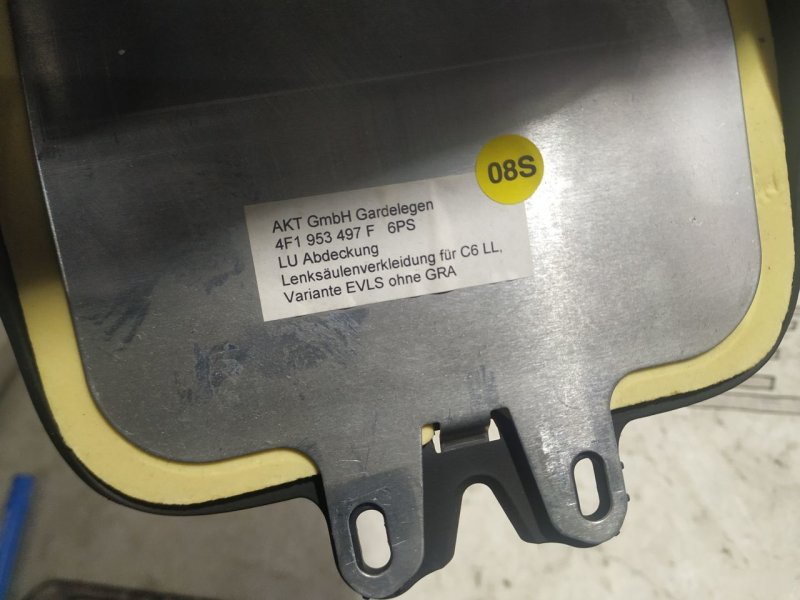 08S
AKT GmbH Gardelegen
4F1 953 497 F 6PS
LU Abdeckung
Lenksäulenverkleidung für C6 LL,
Variante EVLS ohne GRA